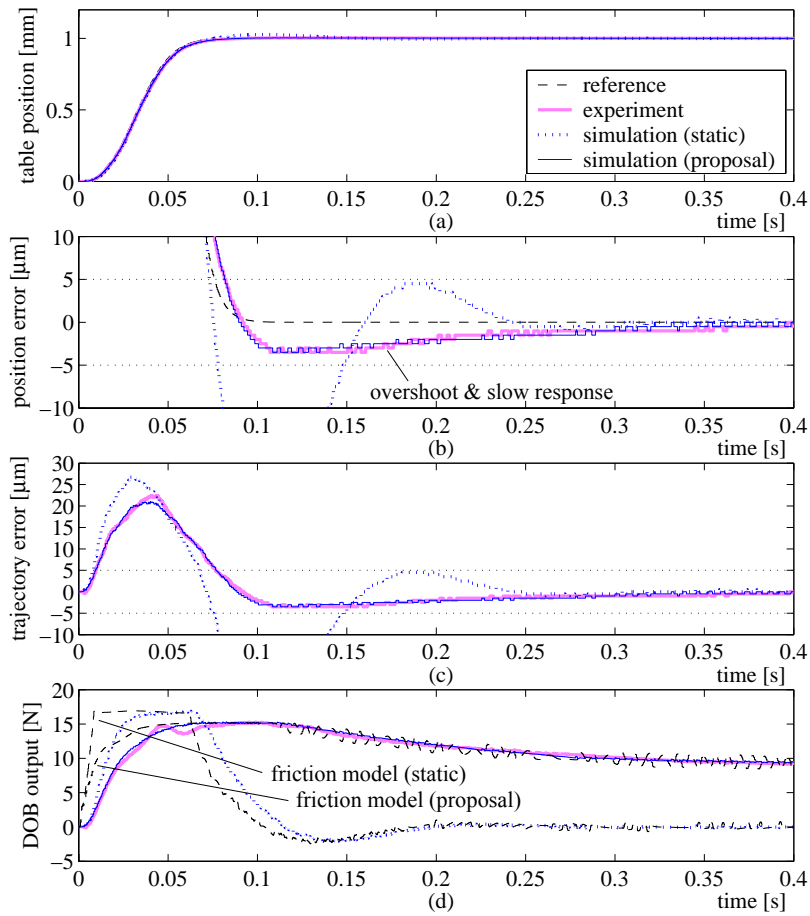 table position [mm]
1
0.5
0
0 0.05 0.1 0.15 0.2 0.25 0.3 0.35 0.4
(a)
time [s]
reference
experiment
simulation (static)
simulation (proposal)
position error [μm]
10
5
0
−5
−10
0 0.05 0.1 0.15 0.2 0.25 0.3 0.35 0.4
(b)
time [s]
overshoot & slow response
trajectory error [μm]
30
25
20
15
10
5
0
−5
−10
0 0.05 0.1 0.15 0.2 0.25 0.3 0.35 0.4
(c)
time [s]
DOB output [N]
20
15
10
5
0
−5
0 0.05 0.1 0.15 0.2 0.25 0.3 0.35 0.4
(d)
time [s]
friction model (static)
friction model (proposal)